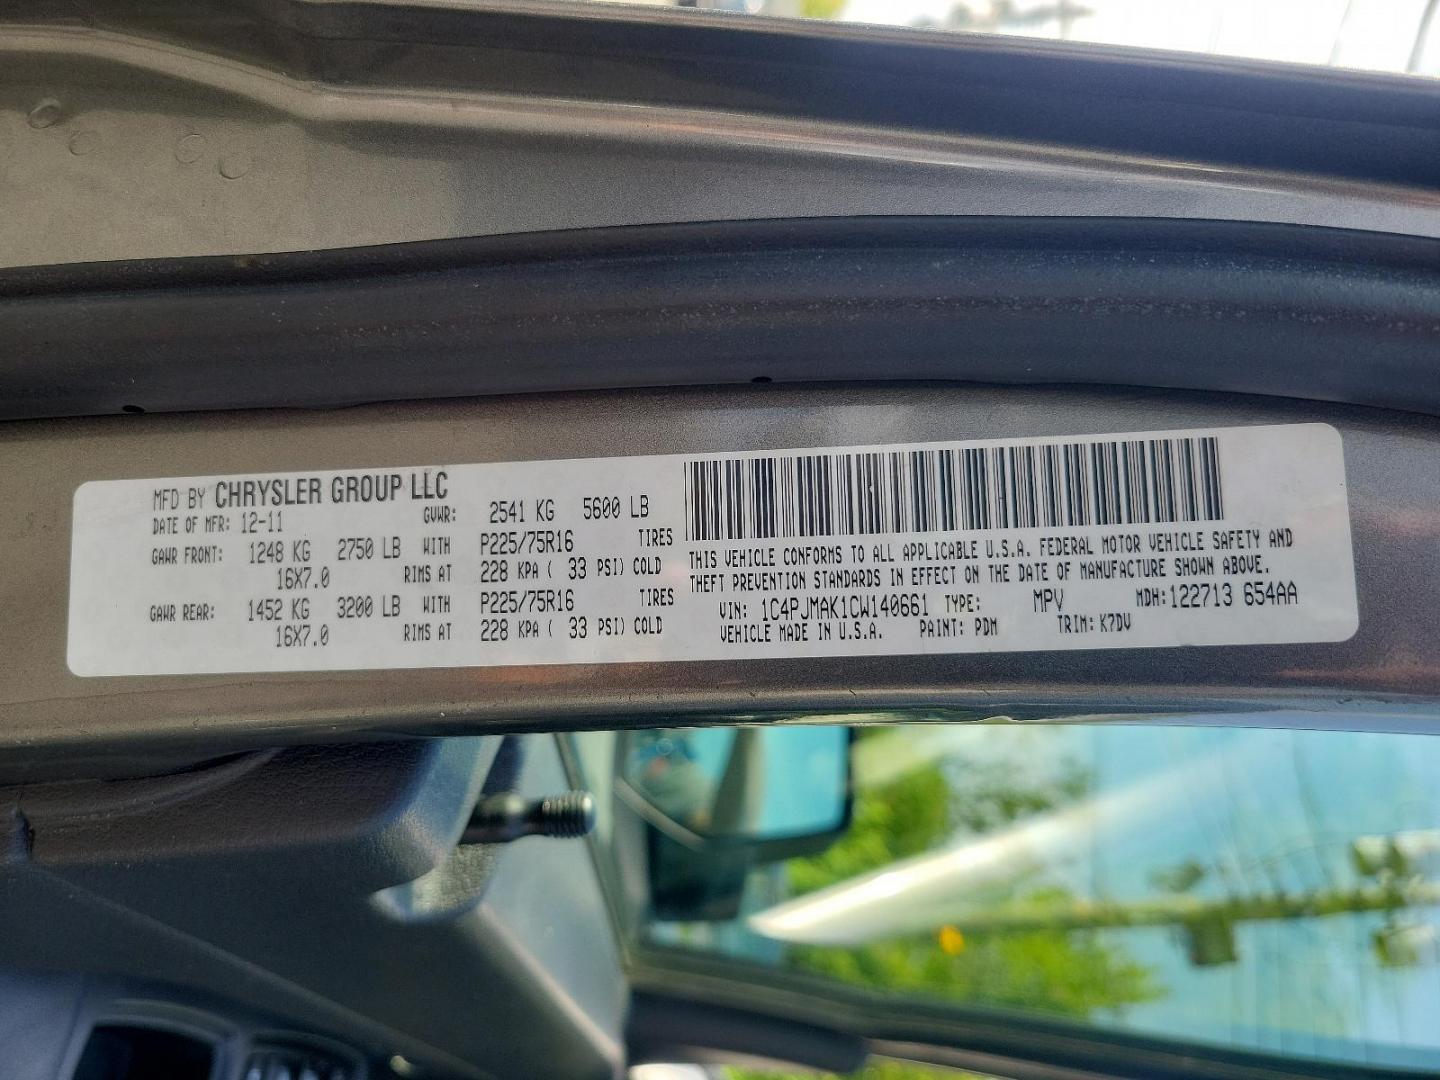 MFD BY CHRYSLER GROUP LLC
DATE OF MFR: 12-11 GVWR: 2541 KG 5600 LB
GAWR FRONT: 1248 KG 2750 LB WITH P225/75R16 TIRES
16X7.0 RIMS AT 228 KPA ( 33 PSI) COLD
GAWR REAR: 1452 KG 3200 LB WITH P225/75R16 TIRES
16X7.0 RIMS AT 228 KPA ( 33 PSI) COLD
THIS VEHICLE CONFORMS TO ALL APPLICABLE U.S.A. FEDERAL MOTOR VEHICLE SAFETY AND
THEFT PREVENTION STANDARDS IN EFFECT ON THE DATE OF MANUFACTURE SHOWN ABOVE.
VIN: 1C4PJMAK1CW140661 TYPE: MPV MDH: 122713 654AA
VEHICLE MADE IN U.S.A. PAINT: PDM TRIM: K7DV